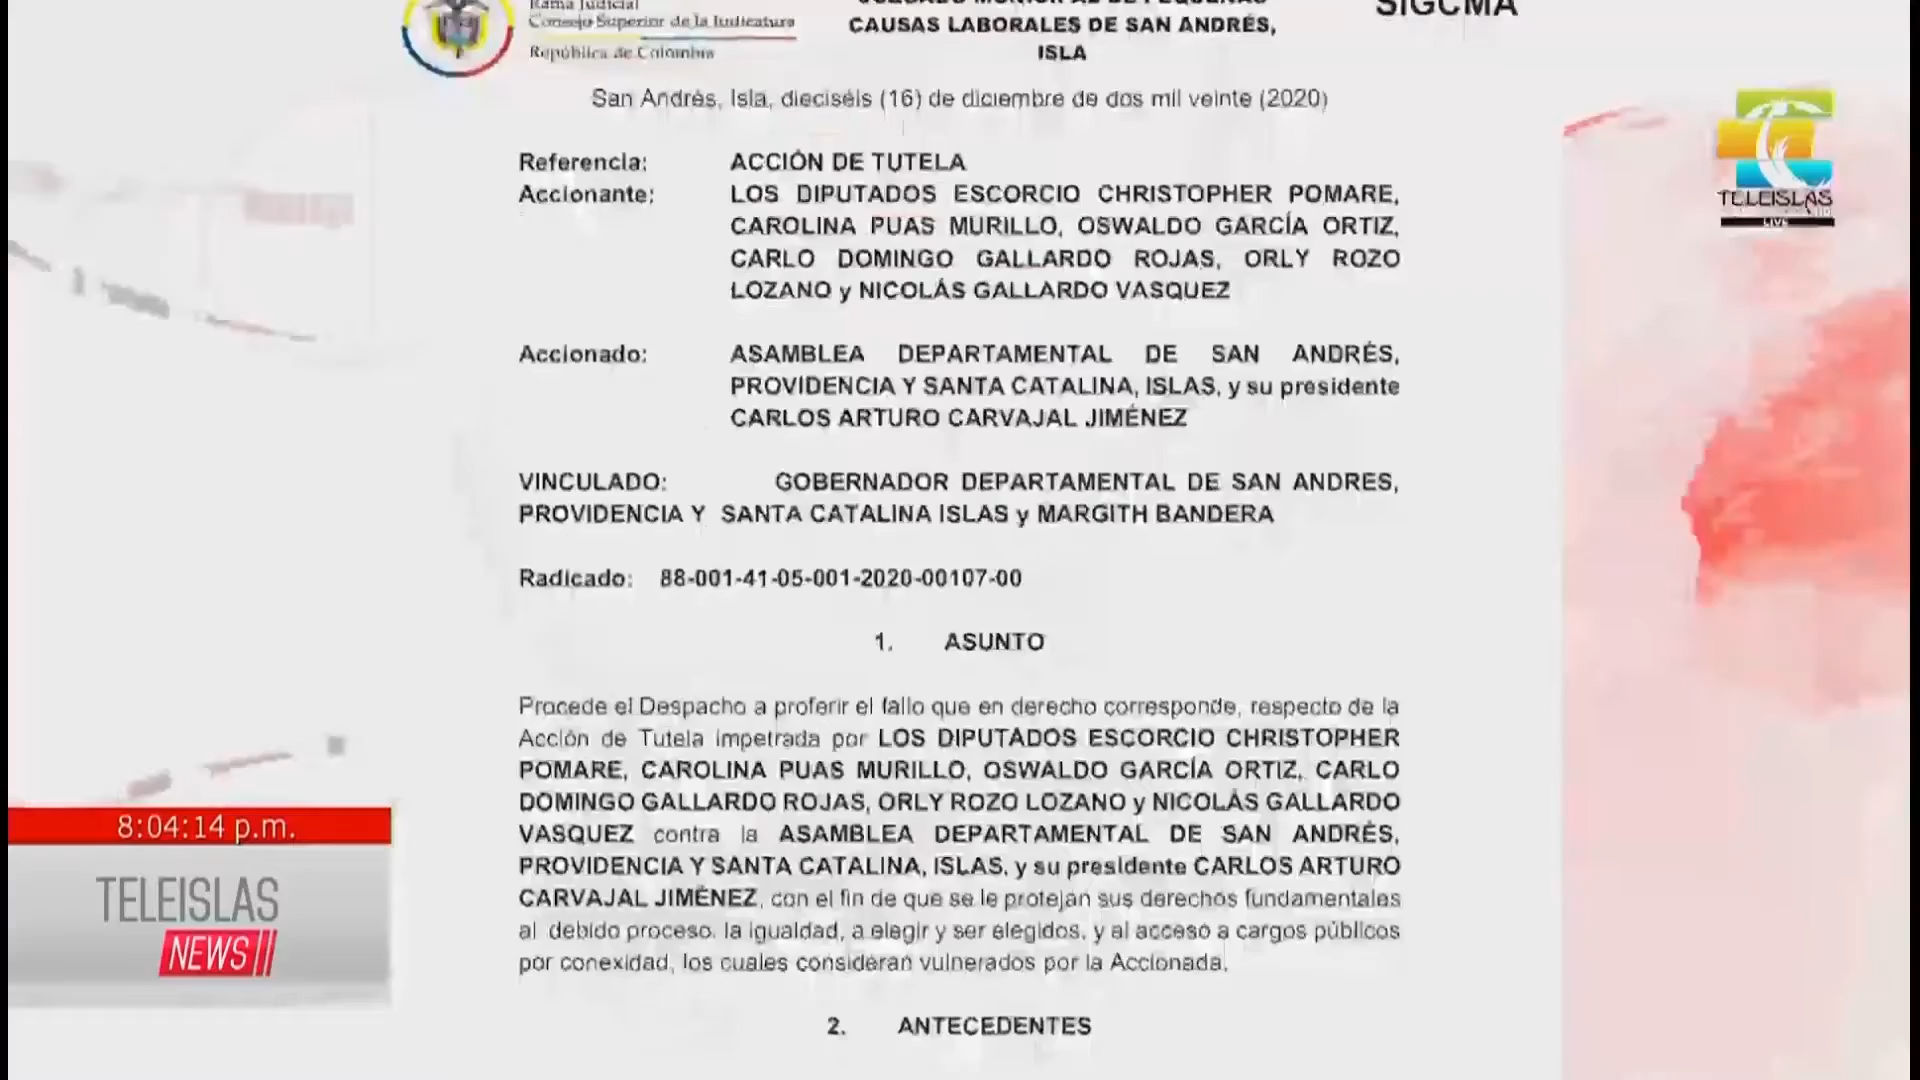 Rama Judicial
Consejo Superior de la Judicatura
República de Colombia
CAUSAS LABORALES DE SAN ANDRÉS,
ISLA
SIGCMA
San Andrés, Isla, dieciséis (16) de diciembre de dos mil veinte (2020)
Referencia: ACCIÓN DE TUTELA
Accionante: LOS DIPUTADOS ESCORCIO CHRISTOPHER POMARE,
CAROLINA PUAS MURILLO, OSWALDO GARCÍA ORTIZ,
CARLO DOMINGO GALLARDO ROJAS, ORLY ROZO
LOZANO y NICOLÁS GALLARDO VASQUEZ
Accionado: ASAMBLEA DEPARTAMENTAL DE SAN ANDRÉS,
PROVIDENCIA Y SANTA CATALINA, ISLAS, y su presidente
CARLOS ARTURO CARVAJAL JIMÉNEZ
VINCULADO: GOBERNADOR DEPARTAMENTAL DE SAN ANDRES,
PROVIDENCIA Y SANTA CATALINA ISLAS y MARGITH BANDERA
Radicado: 88-001-41-05-001-2020-00107-00
1. ASUNTO
Procede el Despacho a proferir el fallo que en derecho corresponde, respecto de la
Acción de Tutela impetrada por LOS DIPUTADOS ESCORCIO CHRISTOPHER
POMARE, CAROLINA PUAS MURILLO, OSWALDO GARCÍA ORTIZ, CARLO
DOMINGO GALLARDO ROJAS, ORLY ROZO LOZANO y NICOLÁS GALLARDO
VASQUEZ contra la ASAMBLEA DEPARTAMENTAL DE SAN ANDRÉS,
PROVIDENCIA Y SANTA CATALINA, ISLAS, y su presidente CARLOS ARTURO
CARVAJAL JIMÉNEZ, con el fin de que se le protejan sus derechos fundamentales
al debido proceso, la igualdad, a elegir y ser elegidos, y al acceso a cargos públicos
por conexidad, los cuales consideran vulnerados por la Accionada.
2. ANTECEDENTES
TELEISLAS
LIVE
8:04:14 p.m.
TELEISLAS
NEWS